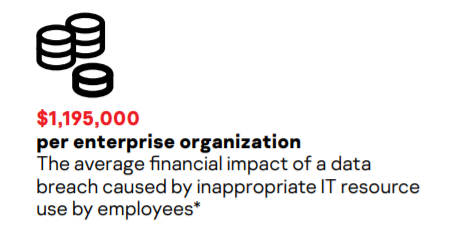 $1,195,000
per enterprise organization
The average financial impact of a data
breach caused by inappropriate IT resource
use by employees*